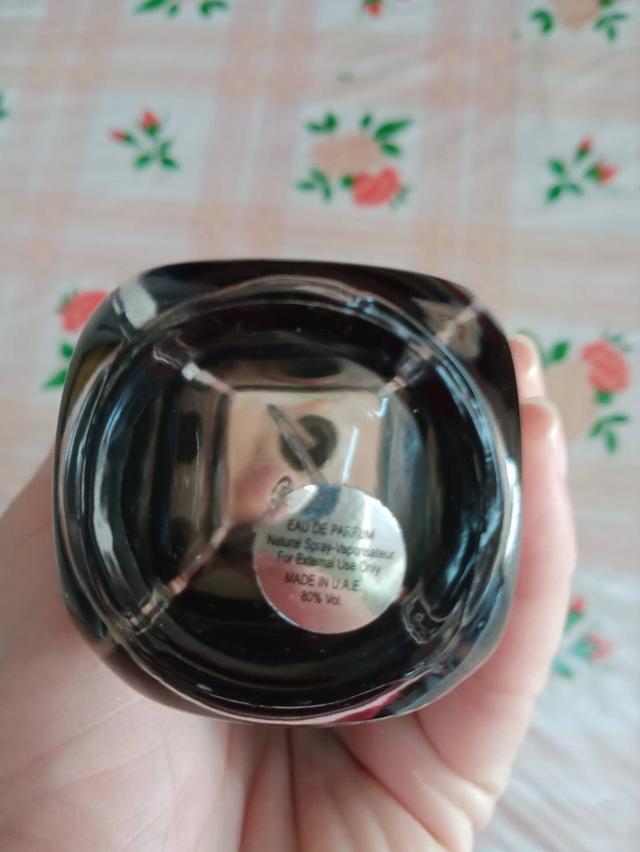 EAU DE PARFUM
Natural Spray-Vaporisateur
For External Use Only
MADE IN U.A.E.
80% Vol.